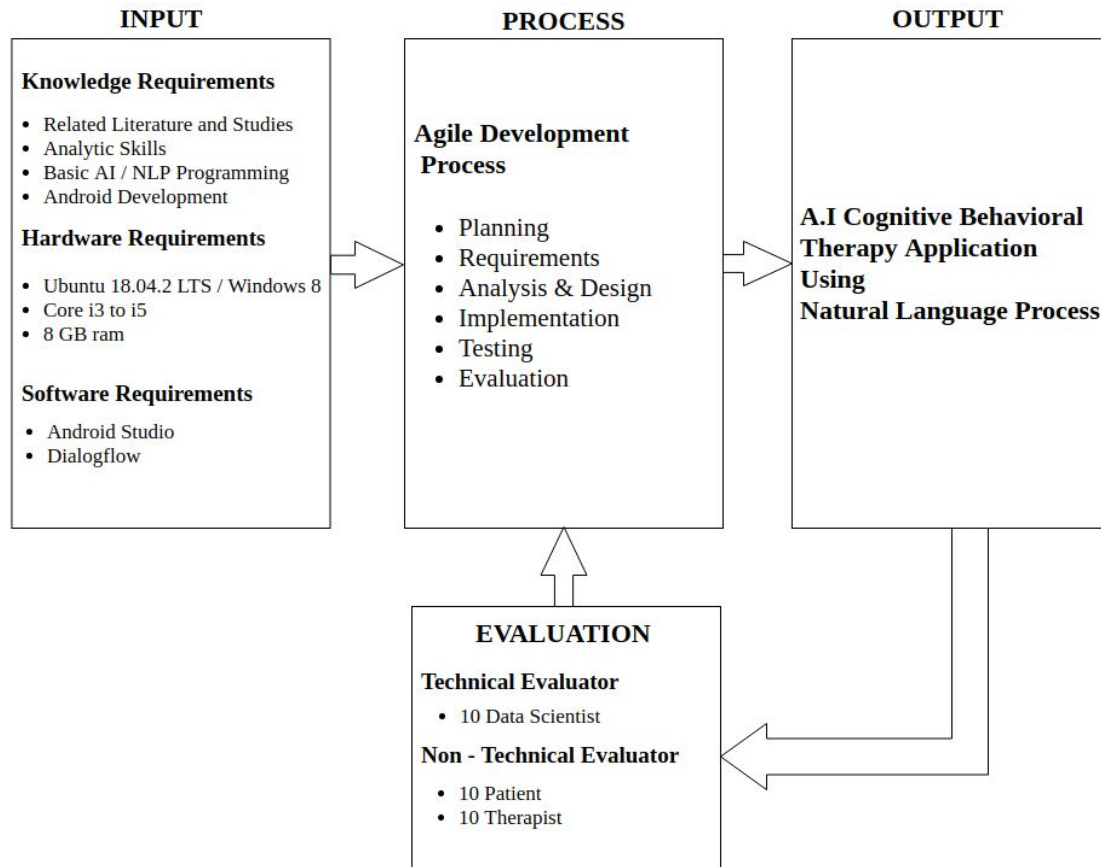 INPUT
Knowledge Requirements
• Related Literature and Studies
• Analytic Skills
• Basic AI / NLP Programming
• Android Development
Hardware Requirements
• Ubuntu 18.04.2 LTS / Windows 8
• Core i3 to i5
• 8 GB ram
Software Requirements
• Android Studio
• Dialogflow
PROCESS
Agile Development
Process
• Planning
• Requirements
• Analysis & Design
• Implementation
• Testing
• Evaluation
OUTPUT
A.I Cognitive Behavioral
Therapy Application
Using
Natural Language Process
EVALUATION
Technical Evaluator
• 10 Data Scientist
Non - Technical Evaluator
• 10 Patient
• 10 Therapist